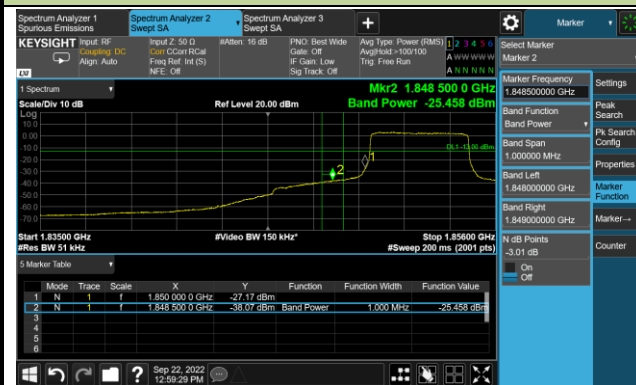 Spectrum Analyzer 1
Spurious Emissions
Spectrum Analyzer 2
Swept SA
Spectrum Analyzer 3
Swept SA
+
Marker
KEYSIGHT
Input: RF
Coupling: DC
Align: Auto
Input Z: 50 Ω
Corr CCorr RCal
Freq Ref: Int (S)
NFE: Off
#Atten: 16 dB
PNO: Best Wide
Gate: Off
IF Gain: Low
Sig Track: Off
Avg Type: Power (RMS)
Avg|Hold:>100/100
Trig: Free Run
1 2 3 4 5 6
A W W W W W
A N N N N N
LXI
Select Marker
Marker 2
1 Spectrum
Scale/Div 10 dB
Log
Ref Level 20.00 dBm
Mkr2 1.848 500 0 GHz
Band Power -25.458 dBm
10.0
0.00
-10.0
-20.0
-30.0
-40.0
-50.0
-60.0
-70.0
DL1 -13.00 dBm
2
1
Start 1.83500 GHz
#Res BW 51 kHz
#Video BW 150 kHz*
Stop 1.85600 GHz
#Sweep 200 ms (2001 pts)
5 Marker Table
Mode Trace Scale X Y Function Function Width Function Value
1 N 1 f 1.850 000 0 GHz -27.17 dBm
2 N 1 f 1.848 500 0 GHz -38.07 dBm Band Power 1.000 MHz -25.458 dBm
3
4
5
6
Marker Frequency
1.848500000 GHz
Band Function
Band Power
Band Span
1.000000 MHz
Band Left
1.848000000 GHz
Band Right
1.849000000 GHz
N dB Points
-3.01 dB
On
Off
Settings
Peak
Search
Pk Search
Config
Properties
Marker
Function
Marker→
Counter
?
Sep 22, 2022
12:59:29 PM